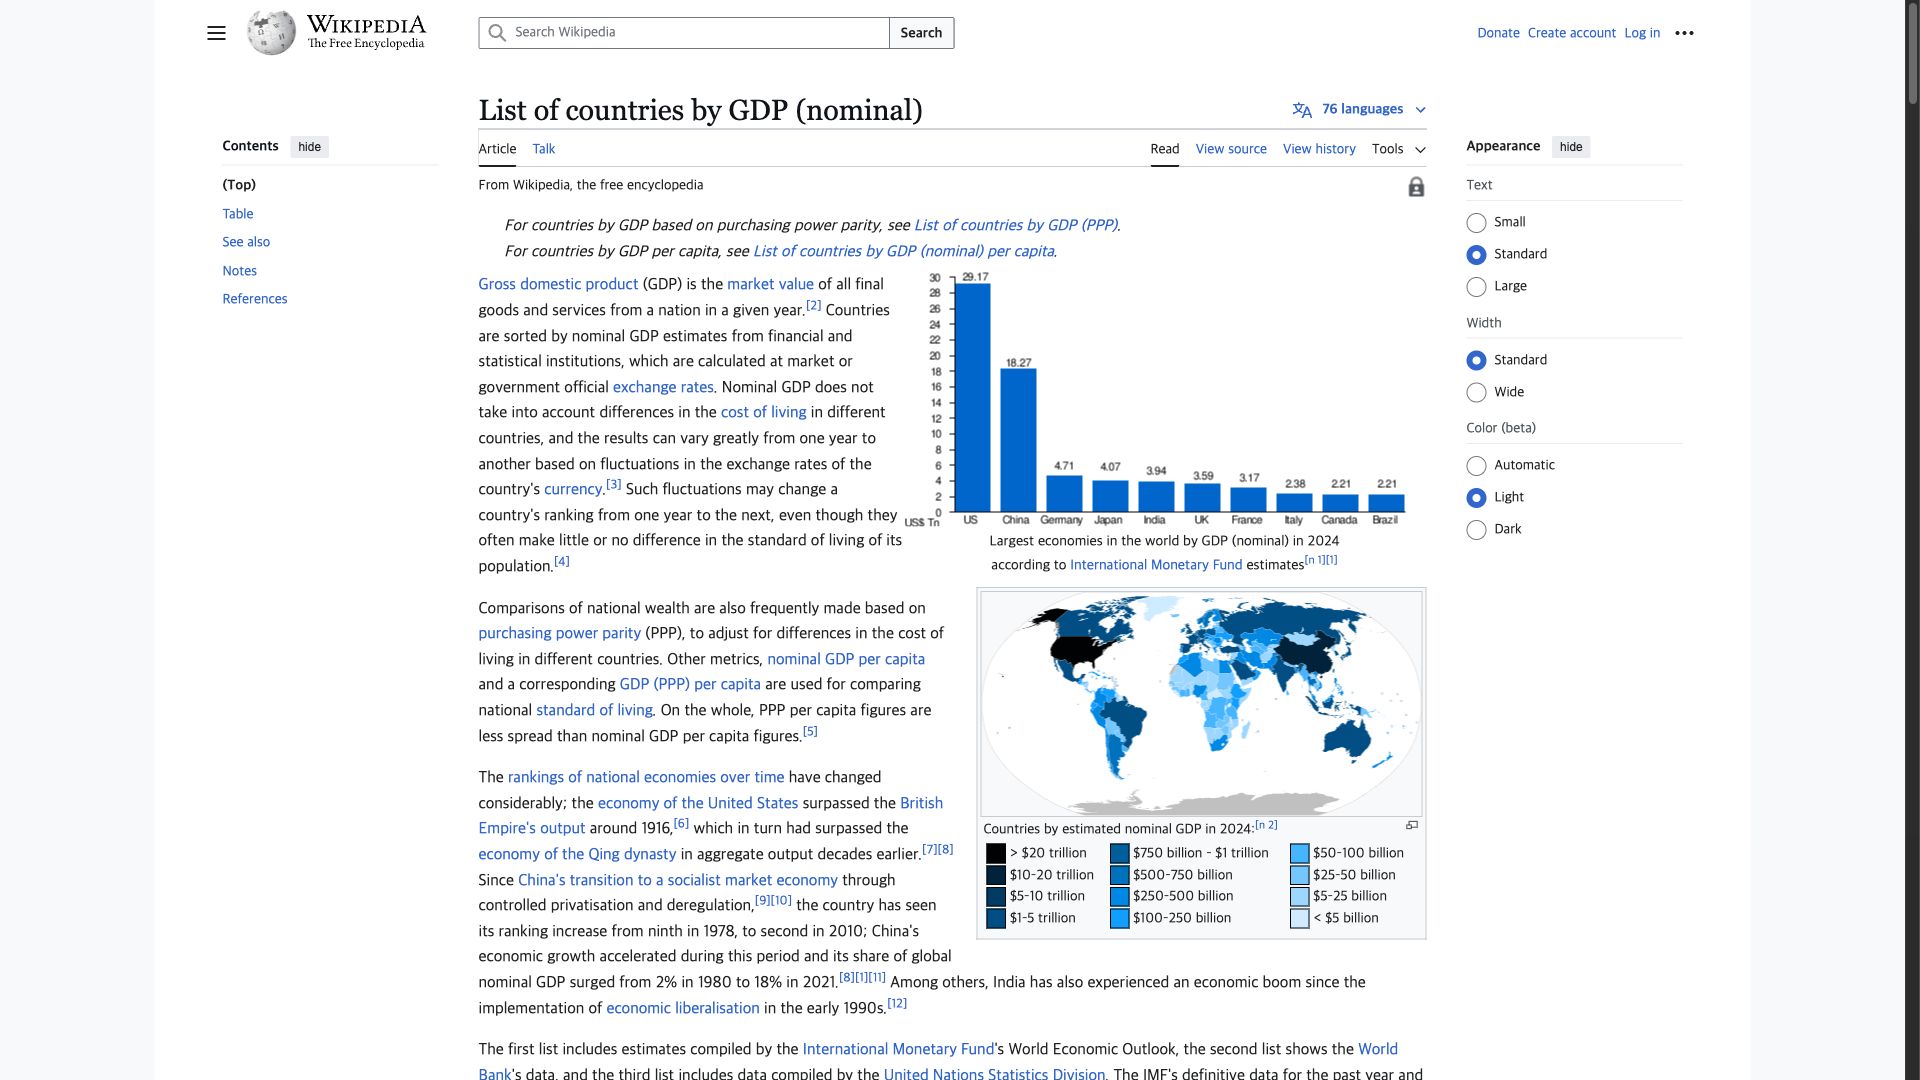 WIKIPEDIA
The Free Encyclopedia
Search Wikipedia
Search
Donate Create account Log in
List of countries by GDP (nominal)
76 languages
Contents hide
(Top)
Table
See also
Notes
References
Article Talk
Read View source View history Tools
From Wikipedia, the free encyclopedia
For countries by GDP based on purchasing power parity, see List of countries by GDP (PPP).
For countries by GDP per capita, see List of countries by GDP (nominal) per capita.
Gross domestic product (GDP) is the market value of all final
goods and services from a nation in a given year.[2] Countries
are sorted by nominal GDP estimates from financial and
statistical institutions, which are calculated at market or
government official exchange rates. Nominal GDP does not
take into account differences in the cost of living in different
countries, and the results can vary greatly from one year to
another based on fluctuations in the exchange rates of the
country's currency.[3] Such fluctuations may change a
country's ranking from one year to the next, even though they
often make little or no difference in the standard of living of its
population.[4]
30
28
26
24
22
20
18
16
14
12
10
8
6
4
2
0
29.17
18.27
4.71
4.07
3.94
3.59
3.17
2.38
2.21
2.21
US$ Tn
US China Germany Japan India UK France Italy Canada Brazil
Largest economies in the world by GDP (nominal) in 2024
according to International Monetary Fund estimates[n 1][1]
Comparisons of national wealth are also frequently made based on
purchasing power parity (PPP), to adjust for differences in the cost of
living in different countries. Other metrics, nominal GDP per capita
and a corresponding GDP (PPP) per capita are used for comparing
national standard of living. On the whole, PPP per capita figures are
less spread than nominal GDP per capita figures.[5]
Countries by estimated nominal GDP in 2024:[n 2]
> $20 trillion
$10-20 trillion
$5-10 trillion
$1-5 trillion
$750 billion - $1 trillion
$500-750 billion
$250-500 billion
$100-250 billion
$50-100 billion
$25-50 billion
$5-25 billion
< $5 billion
The rankings of national economies over time have changed
considerably; the economy of the United States surpassed the British
Empire's output around 1916,[6] which in turn had surpassed the
economy of the Qing dynasty in aggregate output decades earlier.[7][8]
Since China's transition to a socialist market economy through
controlled privatisation and deregulation,[9][10] the country has seen
its ranking increase from ninth in 1978, to second in 2010; China's
economic growth accelerated during this period and its share of global
nominal GDP surged from 2% in 1980 to 18% in 2021.[8][1][11] Among others, India has also experienced an economic boom since the
implementation of economic liberalisation in the early 1990s.[12]
The first list includes estimates compiled by the International Monetary Fund's World Economic Outlook, the second list shows the World
Bank's data, and the third list includes data compiled by the United Nations Statistics Division. The IMF's definitive data for the past year and
Appearance hide
Text
Small
Standard
Large
Width
Standard
Wide
Color (beta)
Automatic
Light
Dark